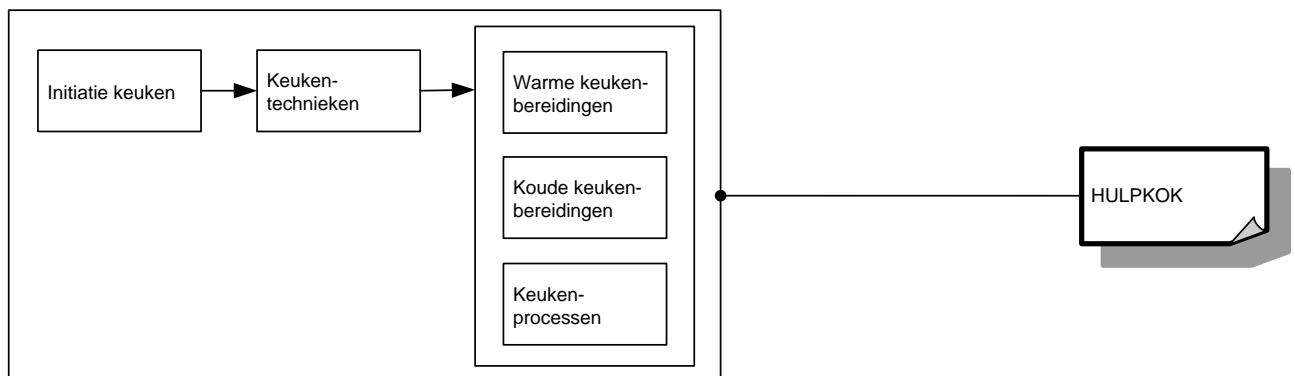 Initiatie keuken
Keuken-
technieken
Warme keuken-
bereidingen
Koude keuken-
bereidingen
Keuken-
processen
HULPKOK